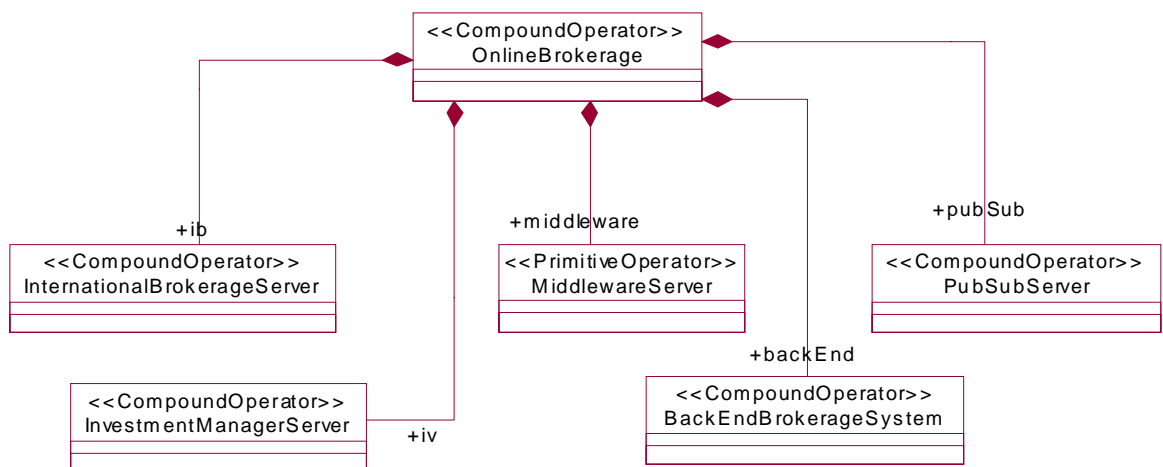 <<CompoundOperator>>
OnlineBrokerage
+ib
+middleware
+pubSub
<<CompoundOperator>>
InternationalBrokerageServer
<<PrimitiveOperator>>
MiddlewareServer
<<CompoundOperator>>
PubSubServer
+backEnd
<<CompoundOperator>>
InvestmentManagerServer
+iv
<<CompoundOperator>>
BackEndBrokerageSystem